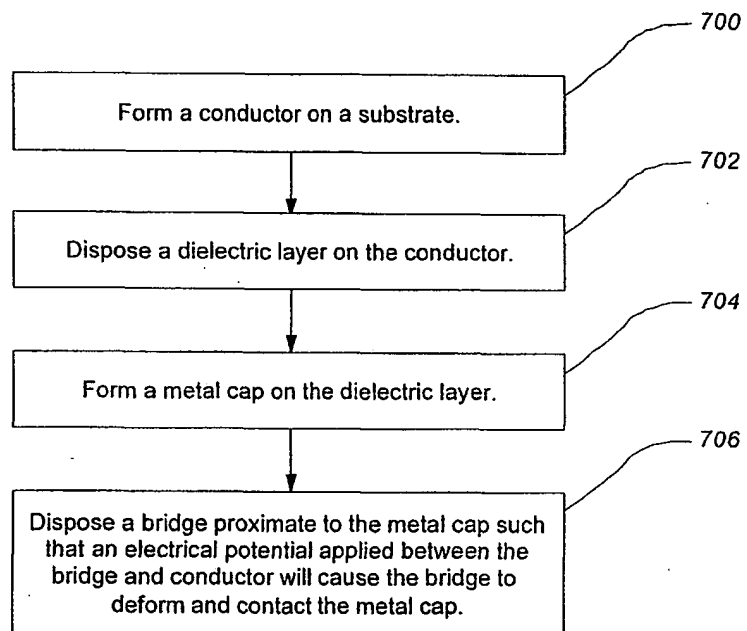 700
Form a conductor on a substrate.
702
Dispose a dielectric layer on the conductor.
704
Form a metal cap on the dielectric layer.
706
Dispose a bridge proximate to the metal cap such
that an electrical potential applied between the
bridge and conductor will cause the bridge to
deform and contact the metal cap.